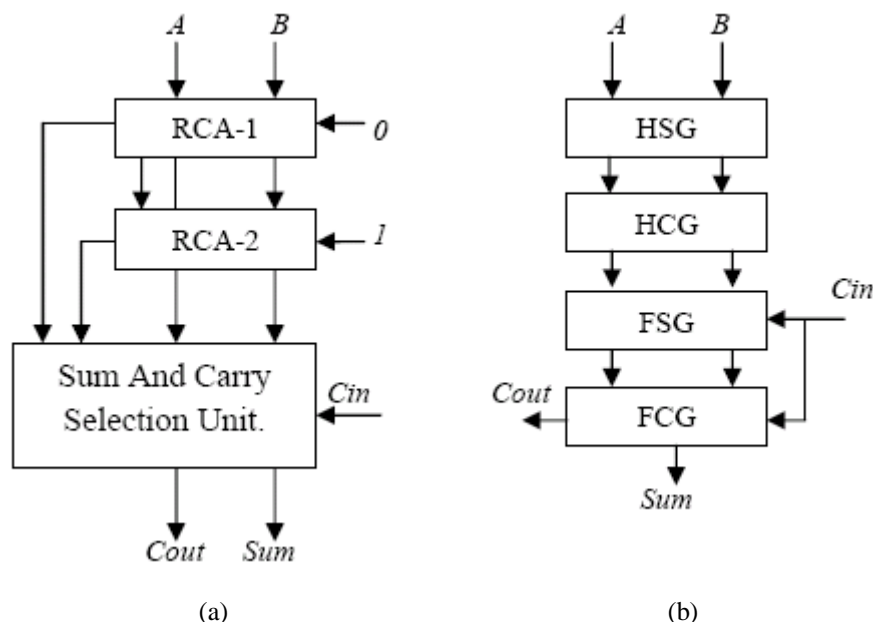 A B
RCA-1
0
RCA-2
1
Sum And Carry
Selection Unit.
Cin
Cout Sum
(a)
A B
HSG
HCG
FSG
Cin
FCG
Cout
Sum
(b)